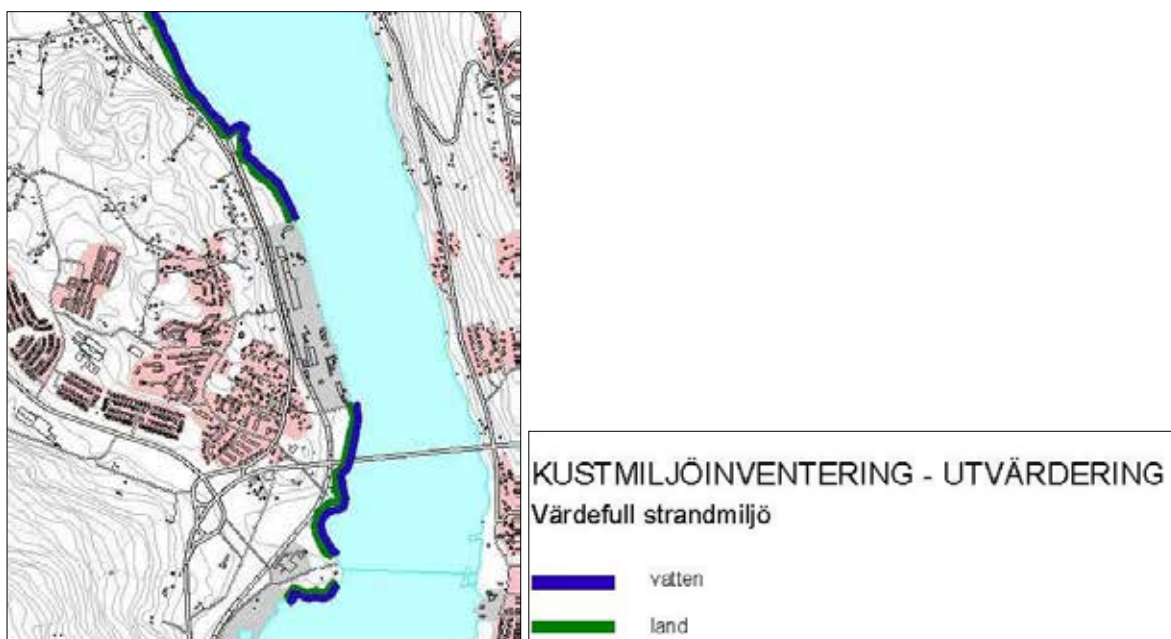 KUSTMILJÖINVENTERING - UTVÄRDERING
Värdefull strandmiljö
vatten
land